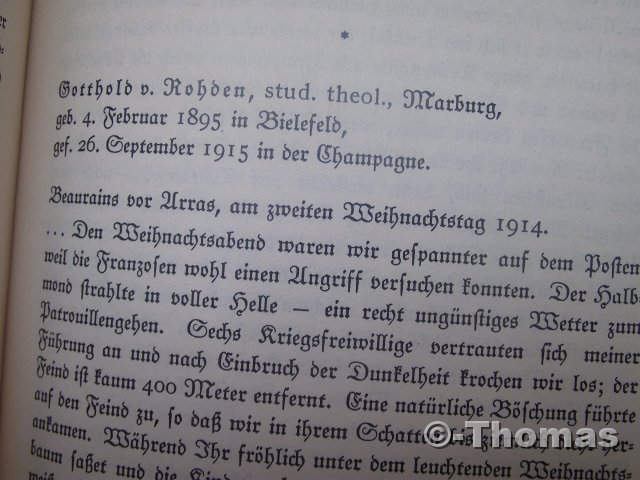 *
Gotthold v. Rohden, stud. theol., Marburg,
geb. 4. Februar 1895 in Bielefeld,
gef. 26. September 1915 in der Champagne.
Beaurains vor Arras, am zweiten Weihnachtstag 1914.
... Den Weihnachtsabend waren wir gespannter auf dem Posten
weil die Franzosen wohl einen Angriff versuchen konnten. Der Halb-
mond strahlte in voller Helle — ein recht ungünstiges Wetter zum
Patrouillengehen. Sechs Kriegsfreiwillige vertrauten sich meiner
Führung an und nach Einbruch der Dunkelheit krochen wir los; der
Feind ist kaum 400 Meter entfernt. Eine natürliche Böschung führte
auf den Feind zu, so daß wir in ihrem
ankamen. Während Ihr fröhlich unter dem leuchtenden Weihnachts-
baum saßet und die
©-Thomas